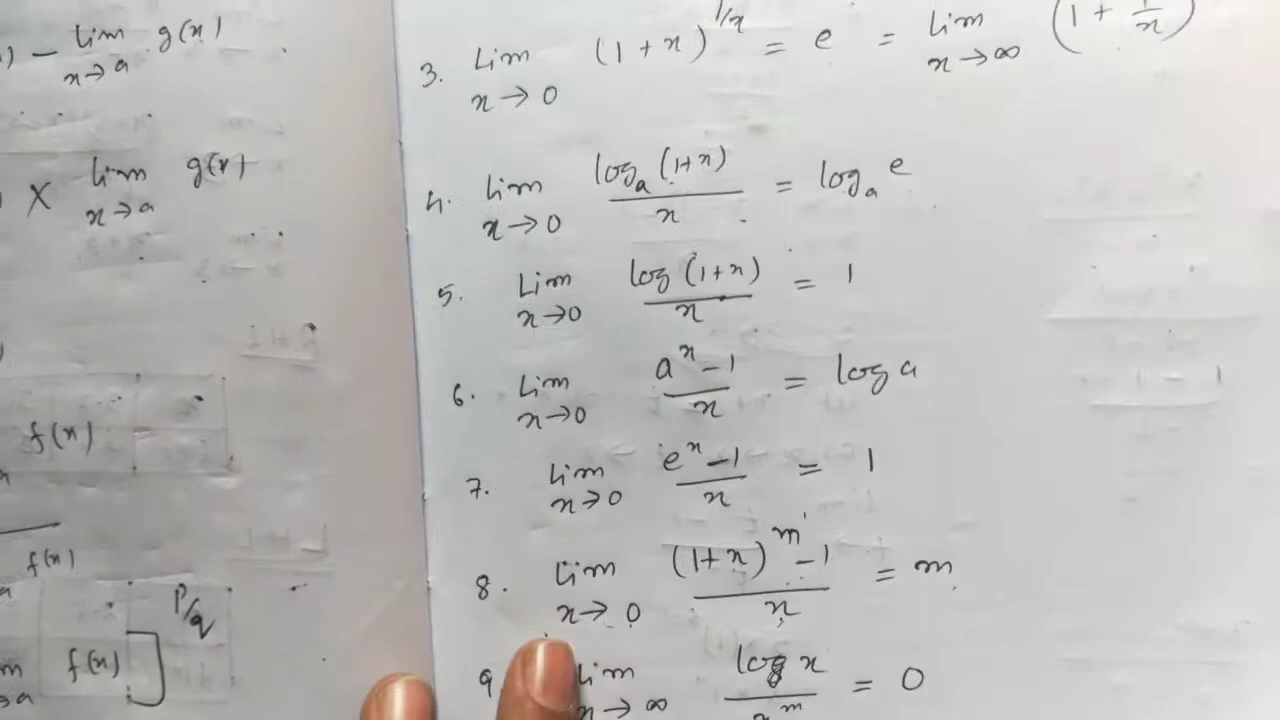 ) - lim x→a g(x)
X lim x→a g(x)
f(x)
f(x)
f(x) ] p/q
3. Lim x→0 (1+x)^1/x = e = lim x→∞ (1 + 1/x)
4. Lim x→0 log_a (1+x) / x = log_a e
5. Lim x→0 log (1+x) / x = 1
6. Lim x→0 a^x - 1 / x = log a
7. Lim x→0 e^x - 1 / x = 1
8. Lim x→0 (1+x)^m - 1 / x = m
9 Lim x→∞ log x / x^m = 0